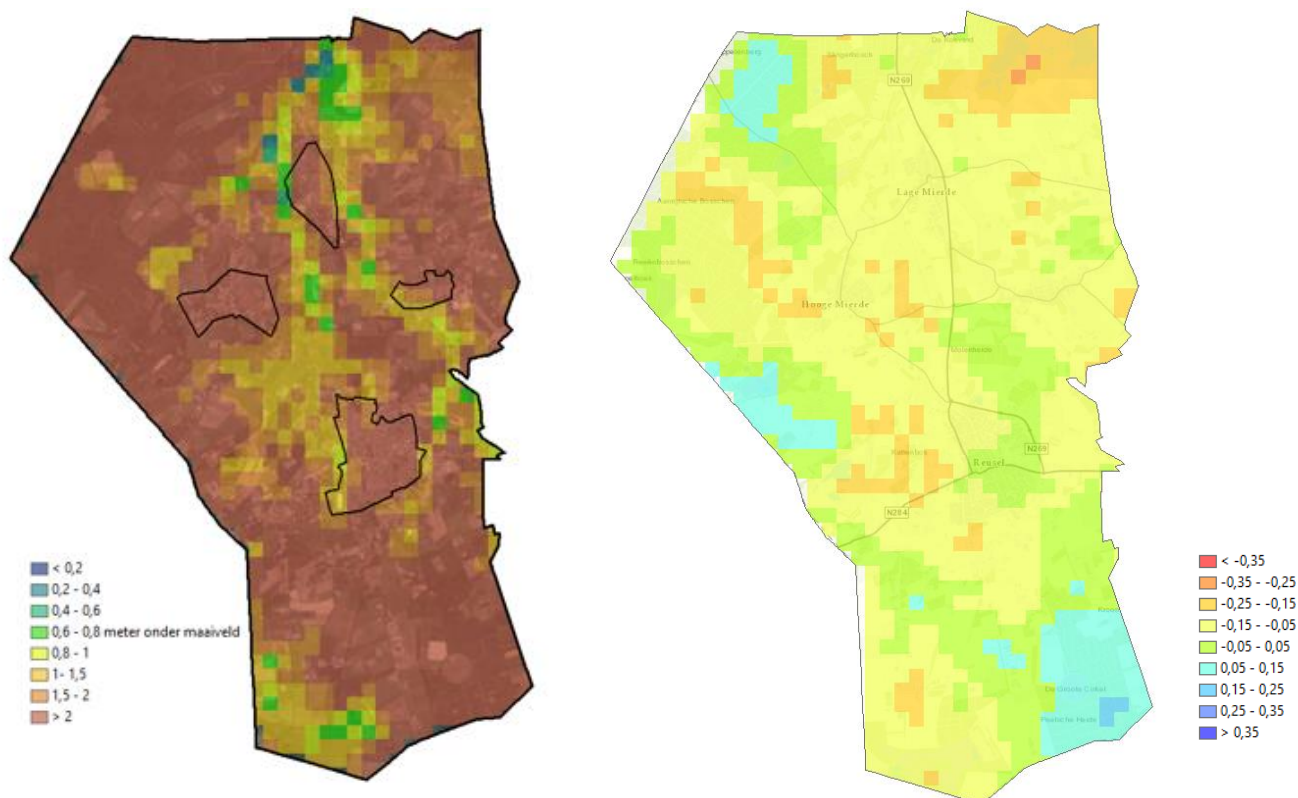 < 0,2
0,2 - 0,4
0,4 - 0,6
0,6 - 0,8 meter onder maaiveld
0,8 - 1
1- 1,5
1,5 - 2
> 2
N269
Lage Mierde
Hooge Mierde
Reusel
N269
N284
De Groote Cirkel
< -0,35
-0,35 - -0,25
-0,25 - -0,15
-0,15 - -0,05
-0,05 - 0,05
0,05 - 0,15
0,15 - 0,25
0,25 - 0,35
> 0,35